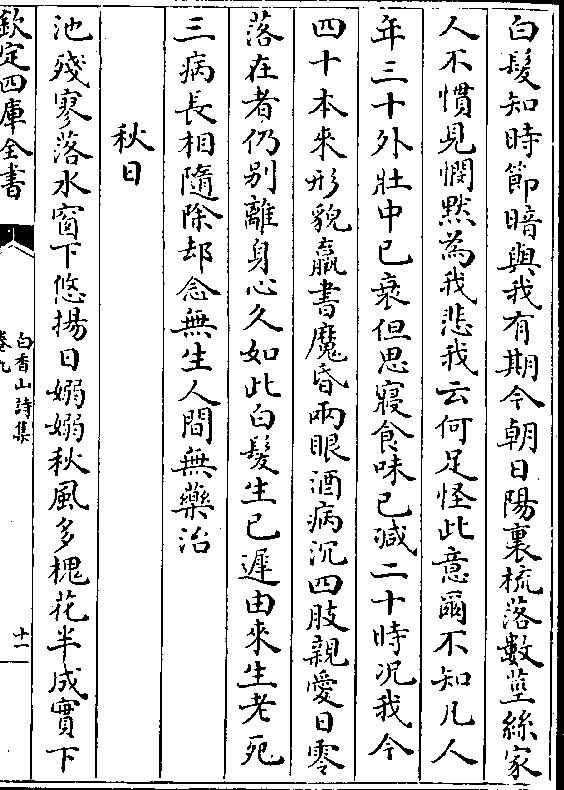 白髮知時節暗與我有期今朝日陽裏梳落數莖絲家
人不慣見憫默為我悲我云何足怪此意爾不知凡人
年三十外壯中已衰但思寢食味已減二十時況我今
四十本來形貌羸書魔昏兩眼酒病沉四肢親愛日零
落在者仍别離身心久如此白髮生已遲由來生老死
三病長相隨除却念無生人間無藥治
秋日
池殘寥落水窗下悠揚日嫋嫋秋風多槐花半成實下
欽定四庫全書
白香山詩集
卷九
十一